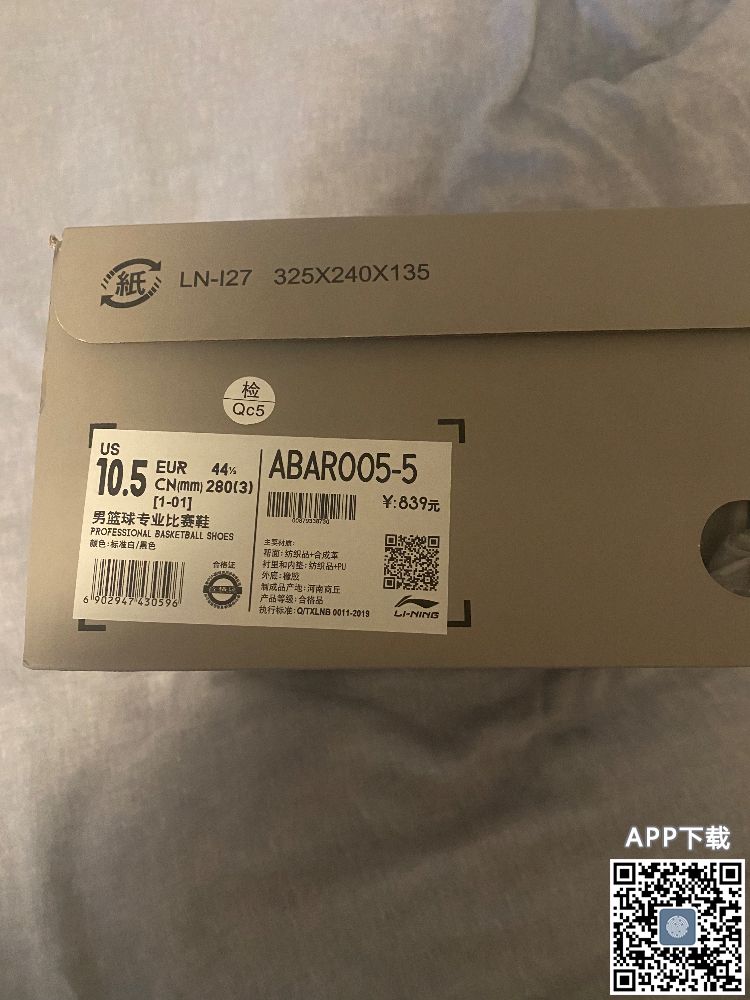 紙 LN-I27 325X240X135
检
Qc5
US
10.5
EUR 44⅓
CN(mm) 280(3)
[1-01]
男篮球专业比赛鞋
PROFESSIONAL BASKETBALL SHOES
颜色:标准白/黑色
合格证
6902947430596
ABAR005-5
¥:839元
主要材质:
鞋面:纺织品+合成革
衬里和内垫:纺织品+PU
外底:橡胶
制成品产地:河南商丘
产品等级:合格品
执行标准:Q/TXLNB 0011-2019
LI-NING
APP下载